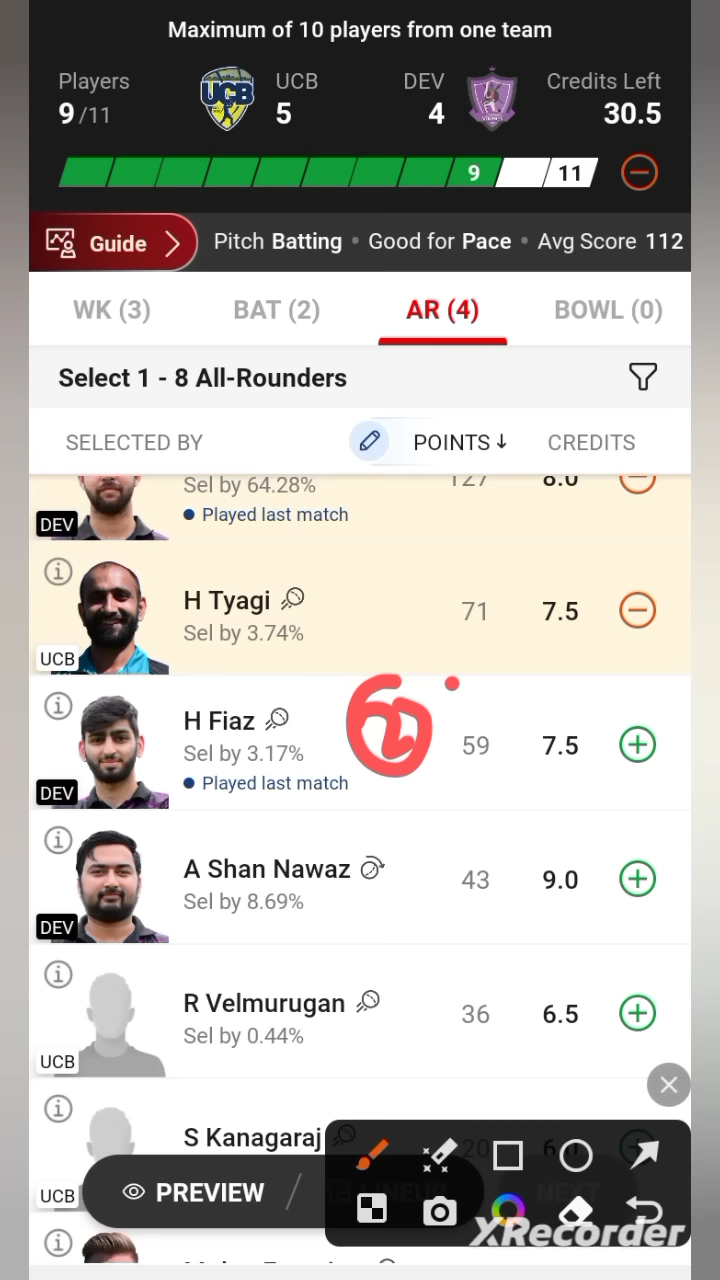 Maximum of 10 players from one team
Players UCB DEV Credits Left
9/11 UCB 5 4 30.5
9 11
Guide Pitch Batting • Good for Pace • Avg Score 112
WK (3) BAT (2) AR (4) BOWL (0)
Select 1 - 8 All-Rounders
SELECTED BY POINTS↓ CREDITS
Sel by 64.28% 127 8.0
DEV • Played last match
H Tyagi 71 7.5
Sel by 3.74%
UCB
H Fiaz 59 7.5
Sel by 3.17%
DEV • Played last match
A Shan Nawaz 43 9.0
Sel by 8.69%
DEV
R Velmurugan 36 6.5
Sel by 0.44%
UCB
S Kanagaraj 20
UCB PREVIEW /
XRecorder